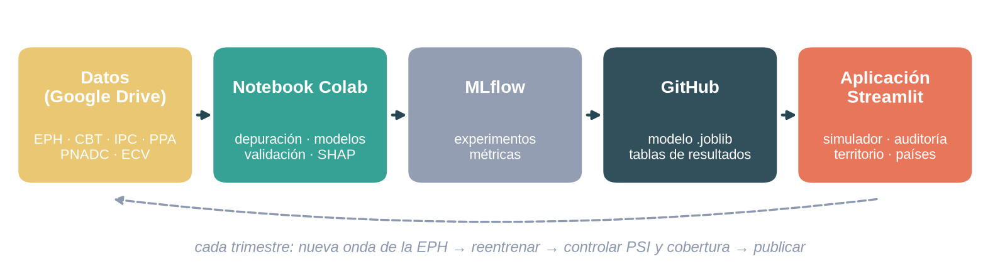 Datos
(Google Drive)
EPH · CBT · IPC · PPA
PNADC · ECV
Notebook Colab
depuración · modelos
validación · SHAP
MLflow
experimentos
métricas
GitHub
modelo .joblib
tablas de resultados
Aplicación
Streamlit
simulador · auditoría
territorio · países
cada trimestre: nueva onda de la EPH → reentrenar → controlar PSI y cobertura → publicar